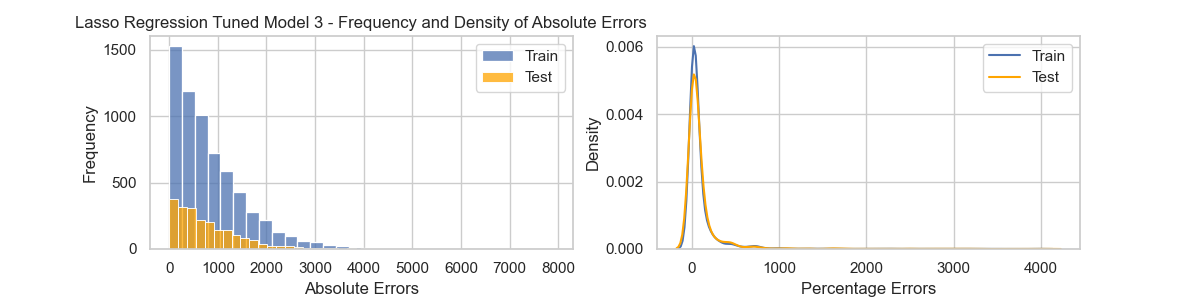 Lasso Regression Tuned Model 3 - Frequency and Density of Absolute Errors
Frequency
1500
1000
500
0
0 1000 2000 3000 4000 5000 6000 7000 8000
Absolute Errors
Train
Test
Density
0.006
0.004
0.002
0.000
0 1000 2000 3000 4000
Percentage Errors
Train
Test